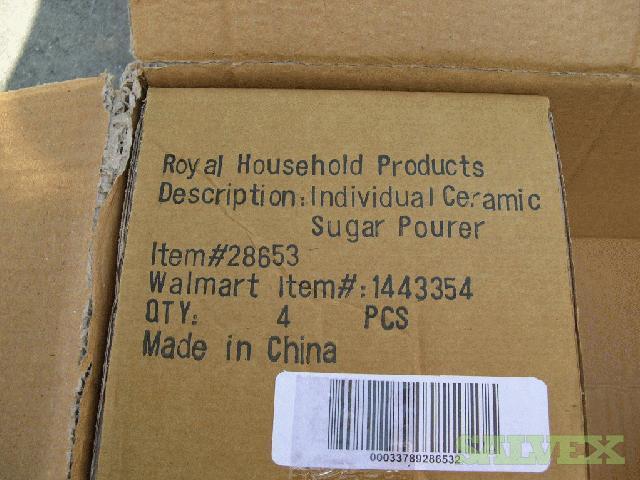 Royal Household Products
Description:Individual Ceramic
Sugar Pourer
Item#28653
Walmart Item#:1443354
QTY: 4 PCS
Made in China
00033789286532
SALVEX